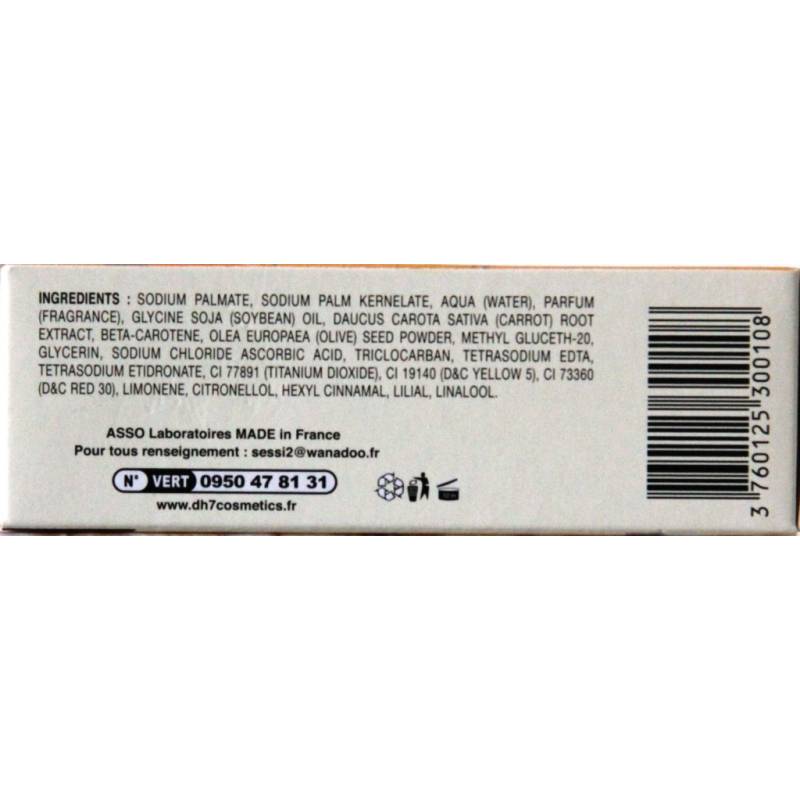 INGREDIENTS : SODIUM PALMATE, SODIUM PALM KERNELATE, AQUA (WATER), PARFUM
(FRAGRANCE), GLYCINE SOJA (SOYBEAN) OIL, DAUCUS CAROTA SATIVA (CARROT) ROOT
EXTRACT, BETA-CAROTENE, OLEA EUROPAEA (OLIVE) SEED POWDER, METHYL GLUCETH-20,
GLYCERIN, SODIUM CHLORIDE ASCORBIC ACID, TRICLOCARBAN, TETRASODIUM EDTA,
TETRASODIUM ETIDRONATE, CI 77891 (TITANIUM DIOXIDE), CI 19140 (D&C YELLOW 5), CI 73360
(D&C RED 30), LIMONENE, CITRONELLOL, HEXYL CINNAMAL, LILIAL, LINALOOL.
ASSO Laboratoires MADE in France
Pour tous renseignement : sessi2@wanadoo.fr
N° VERT 0950 47 81 31
www.dh7cosmetics.fr
3 760125 300108